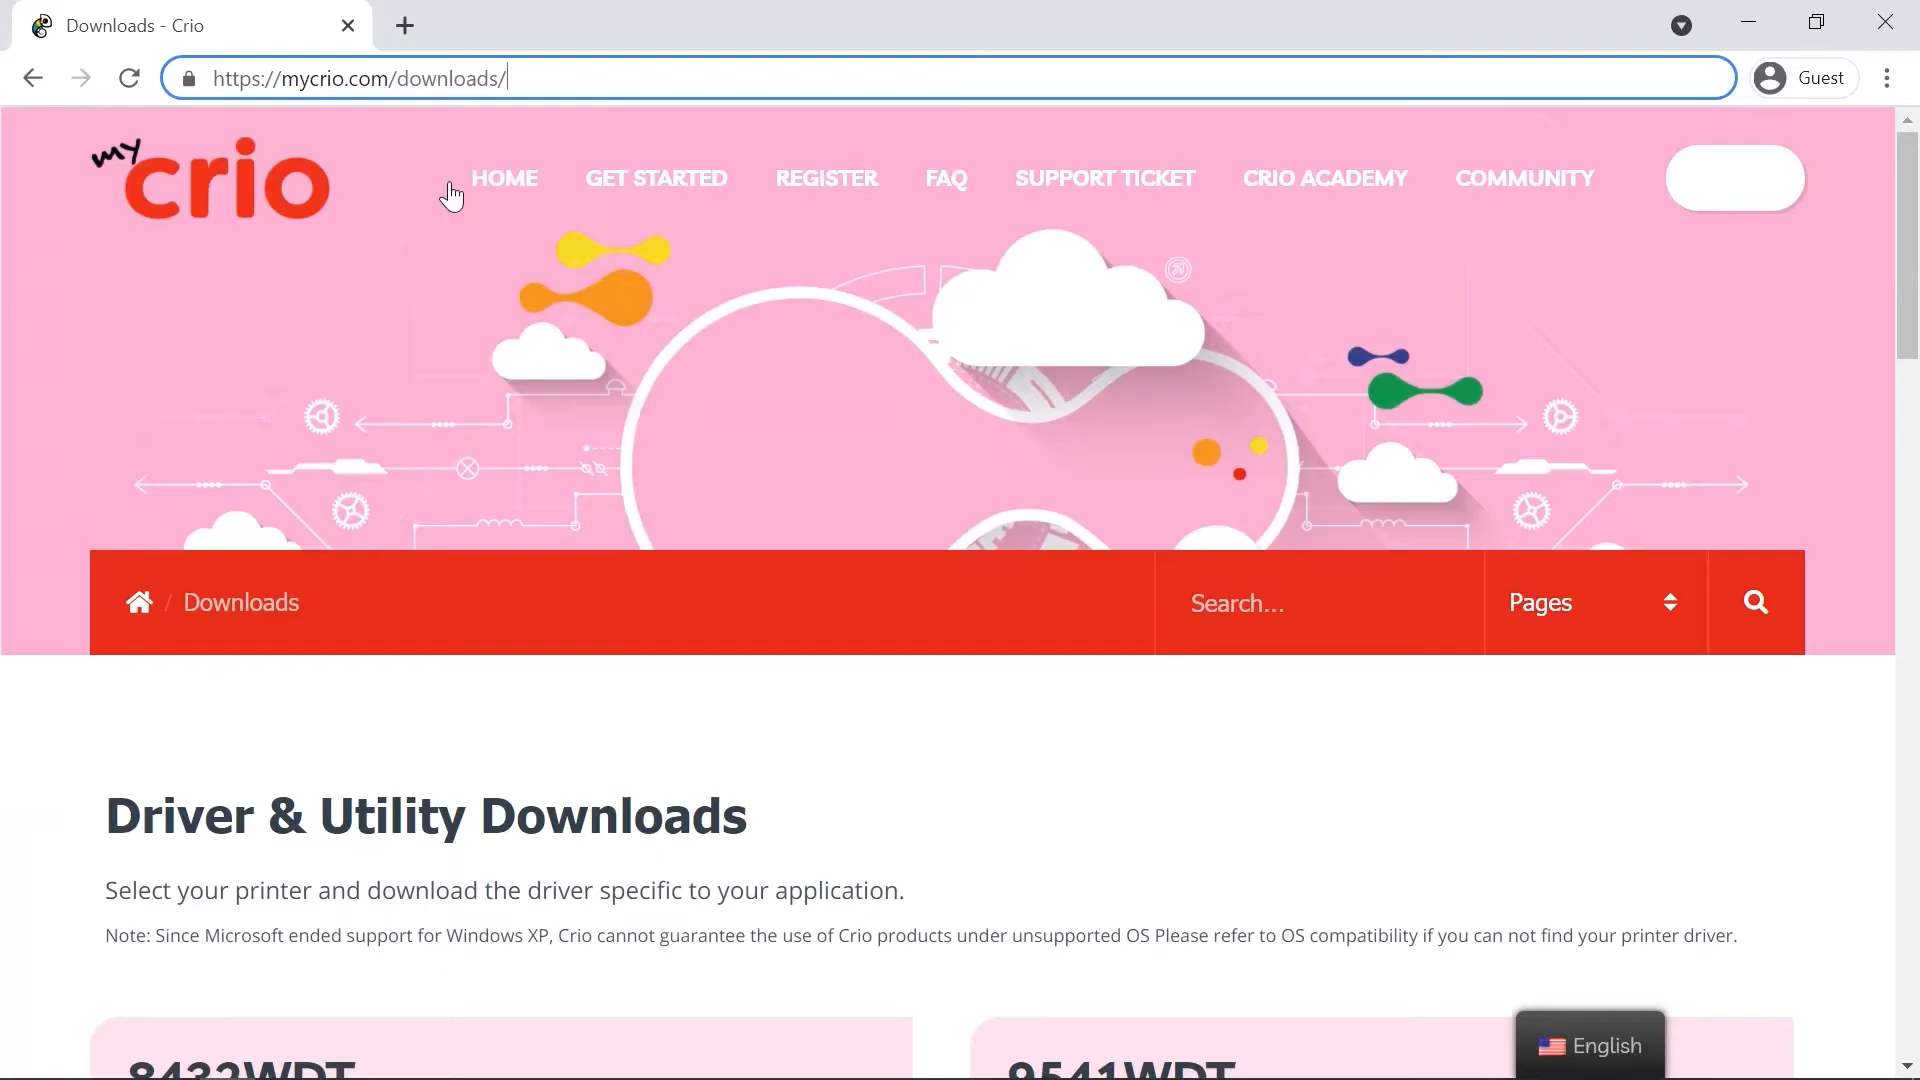 Downloads - Crio
https://mycrio.com/downloads/
Guest
my
crio
HOME
GET STARTED
REGISTER
FAQ
SUPPORT TICKET
CRIO ACADEMY
COMMUNITY
/ Downloads
Search...
Pages
Driver & Utility Downloads
Select your printer and download the driver specific to your application.
Note: Since Microsoft ended support for Windows XP, Crio cannot guarantee the use of Crio products under unsupported OS Please refer to OS compatibility if you can not find your printer driver.
8432WDT
9541WDT
English